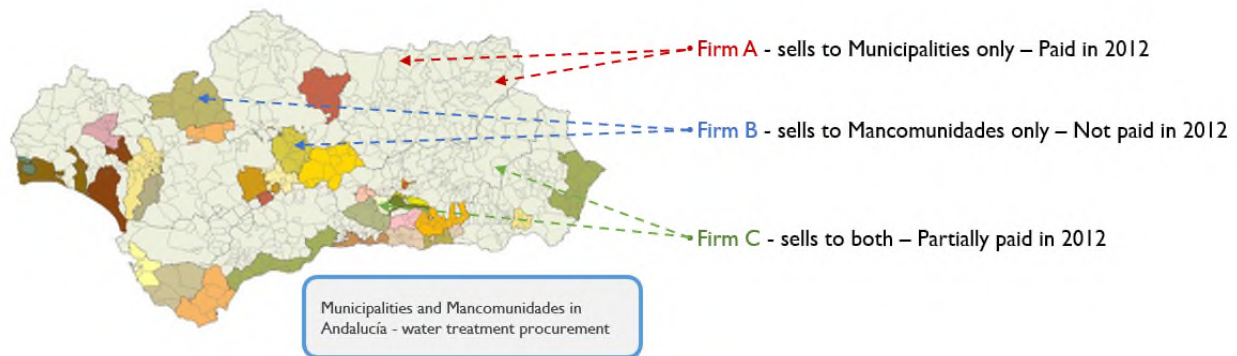 Firm A - sells to Municipalities only – Paid in 2012
Firm B - sells to Mancomunidades only – Not paid in 2012
Firm C - sells to both – Partially paid in 2012
Municipalities and Mancomunidades in
Andalucía - water treatment procurement